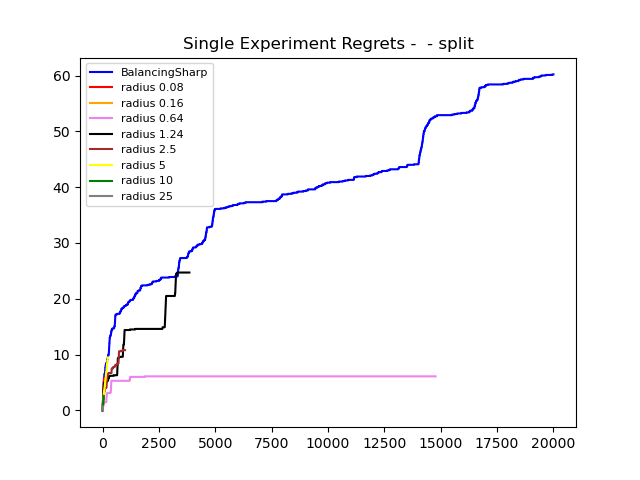 Single Experiment Regrets -  - split
BalancingSharp
radius 0.08
radius 0.16
radius 0.64
radius 1.24
radius 2.5
radius 5
radius 10
radius 25
60
50
40
30
20
10
0
0 2500 5000 7500 10000 12500 15000 17500 20000